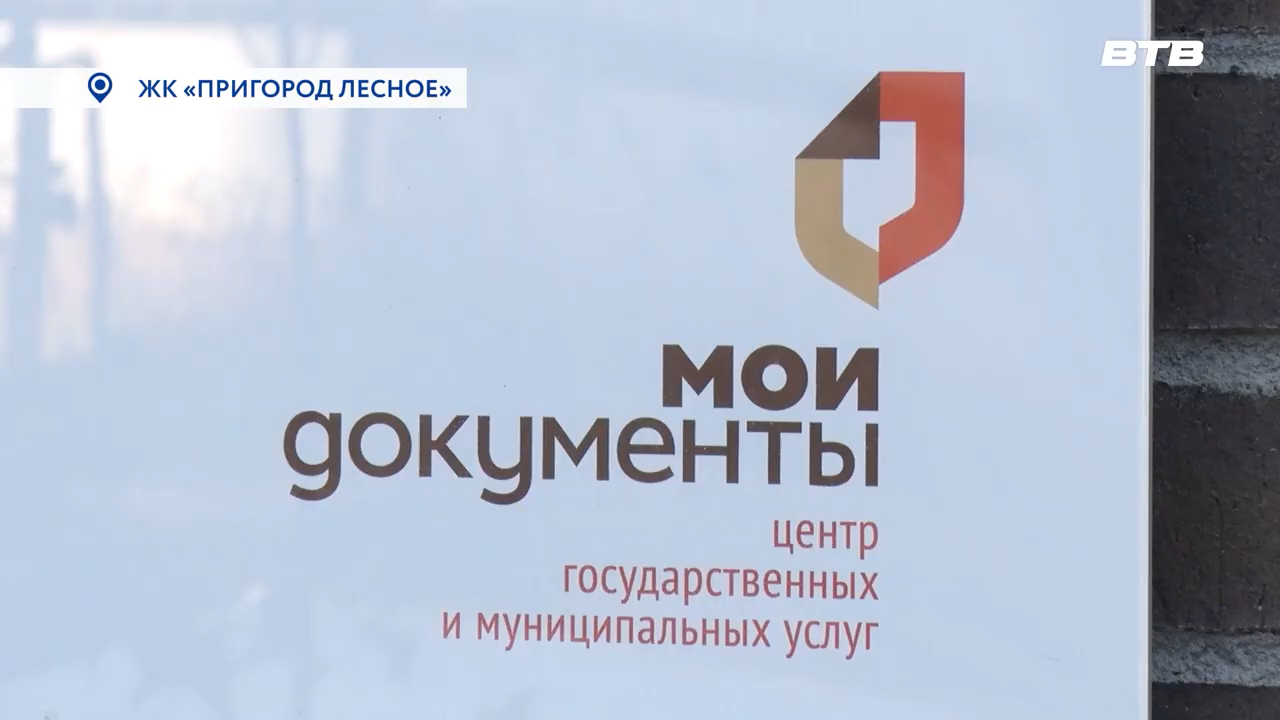 ВТВ
ЖК «ПРИГОРОД ЛЕСНОЕ»
мои
документы
центр
государственных
и муниципальных услуг